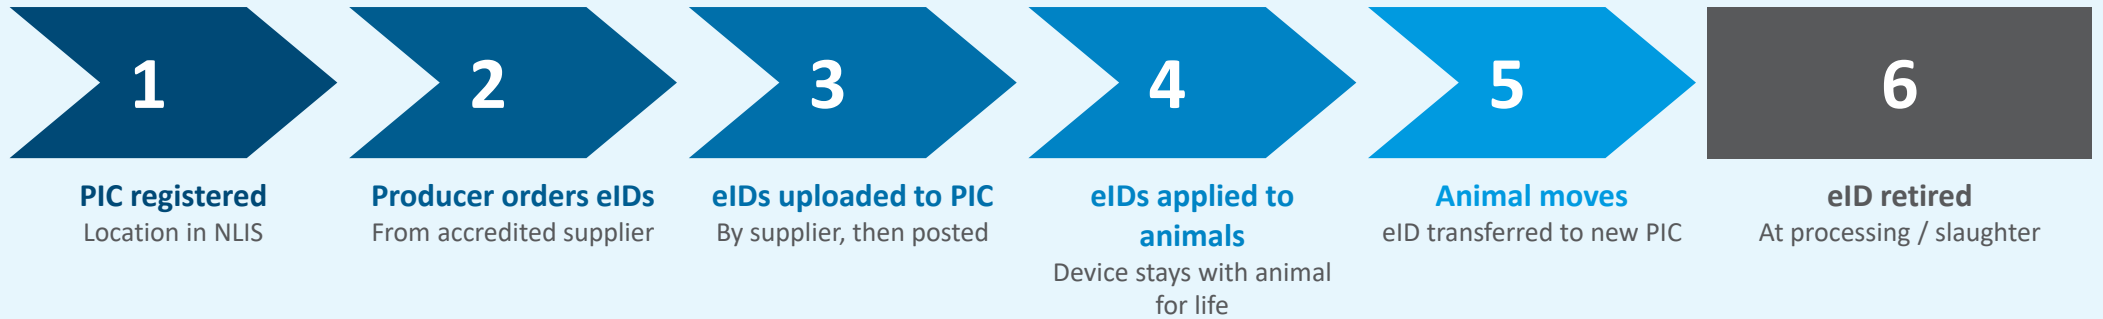 1
PIC registered
Location in NLIS
2
Producer orders eIDs
From accredited supplier
3
eIDs uploaded to PIC
By supplier, then posted
4
eIDs applied to
animals
Device stays with animal
for life
5
Animal moves
eID transferred to new PIC
6
eID retired
At processing / slaughter